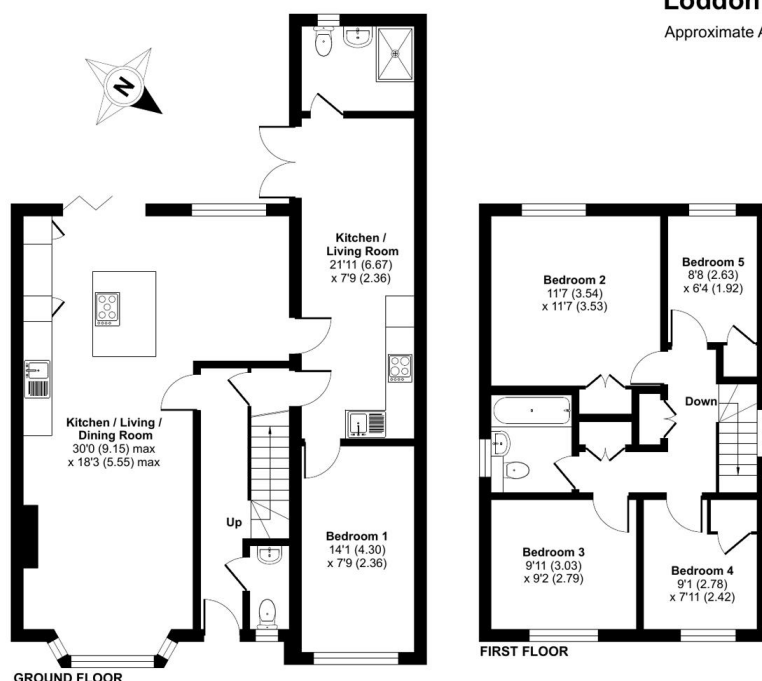 Loddon
Approximate A
N
Kitchen /
Living Room
21'11 (6.67)
x 7'9 (2.36)
Kitchen / Living /
Dining Room
30'0 (9.15) max
x 18'3 (5.55) max
Up
Bedroom 1
14'1 (4.30)
x 7'9 (2.36)
GROUND FLOOR
Bedroom 2
11'7 (3.54)
x 11'7 (3.53)
Bedroom 5
8'8 (2.63)
x 6'4 (1.92)
Down
Bedroom 3
9'11 (3.03)
x 9'2 (2.79)
Bedroom 4
9'1 (2.78)
x 7'11 (2.42)
FIRST FLOOR